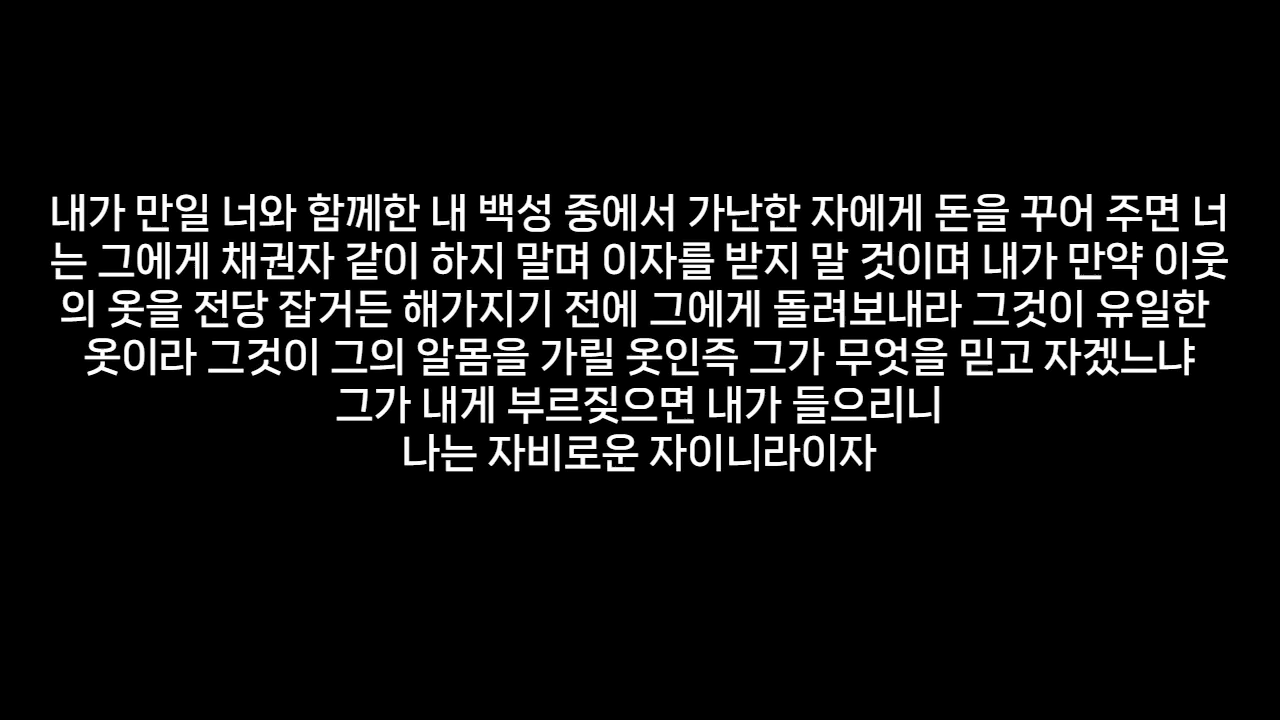 내가 만일 너와 함께한 내 백성 중에서 가난한 자에게 돈을 꾸어 주면 너
는 그에게 채권자 같이 하지 말며 이자를 받지 말 것이며 내가 만약 이웃
의 옷을 전당 잡거든 해가지기 전에 그에게 돌려보내라 그것이 유일한
옷이라 그것이 그의 알몸을 가릴 옷인즉 그가 무엇을 믿고 자겠느냐
그가 내게 부르짖으면 내가 들으리니
나는 자비로운 자이니라이자